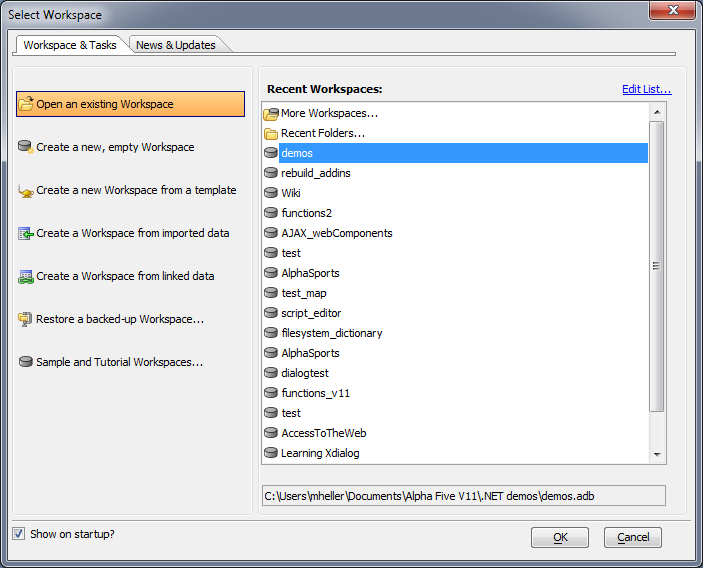 Select Workspace
Workspace & Tasks
News & Updates
Open an existing Workspace
Create a new, empty Workspace
Create a new Workspace from a template
Create a Workspace from imported data
Create a Workspace from linked data
Restore a backed-up Workspace...
Sample and Tutorial Workspaces...
Recent Workspaces:
Edit List...
More Workspaces...
Recent Folders...
demos
rebuild_addins
Wiki
functions2
AJAX_webComponents
test
AlphaSports
test_map
script_editor
filesystem_dictionary
AlphaSports
dialogtest
functions_v11
test
AccessToTheWeb
Learning Xdialog
C:\Users\mheller\Documents\Alpha Five V11\.NET demos\demos.adb
Show on startup?
OK
Cancel